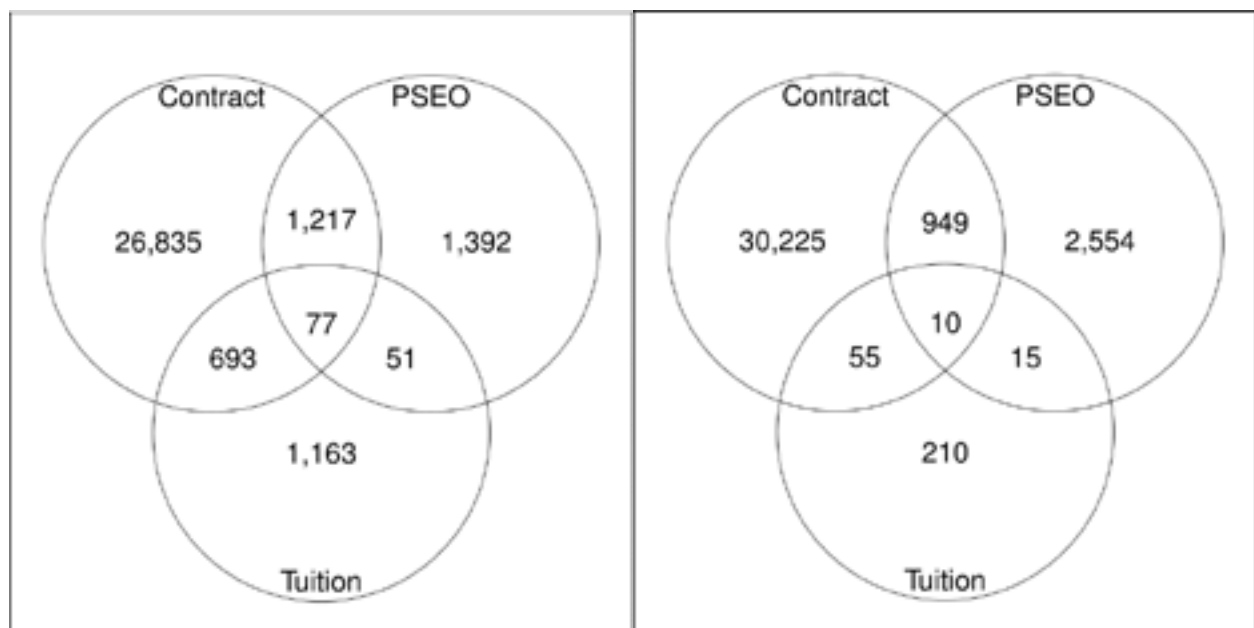 Contract PSEO
26,835 1,217 1,392
77
693 51
1,163
Tuition
Contract PSEO
30,225 949 2,554
10
55 15
210
Tuition